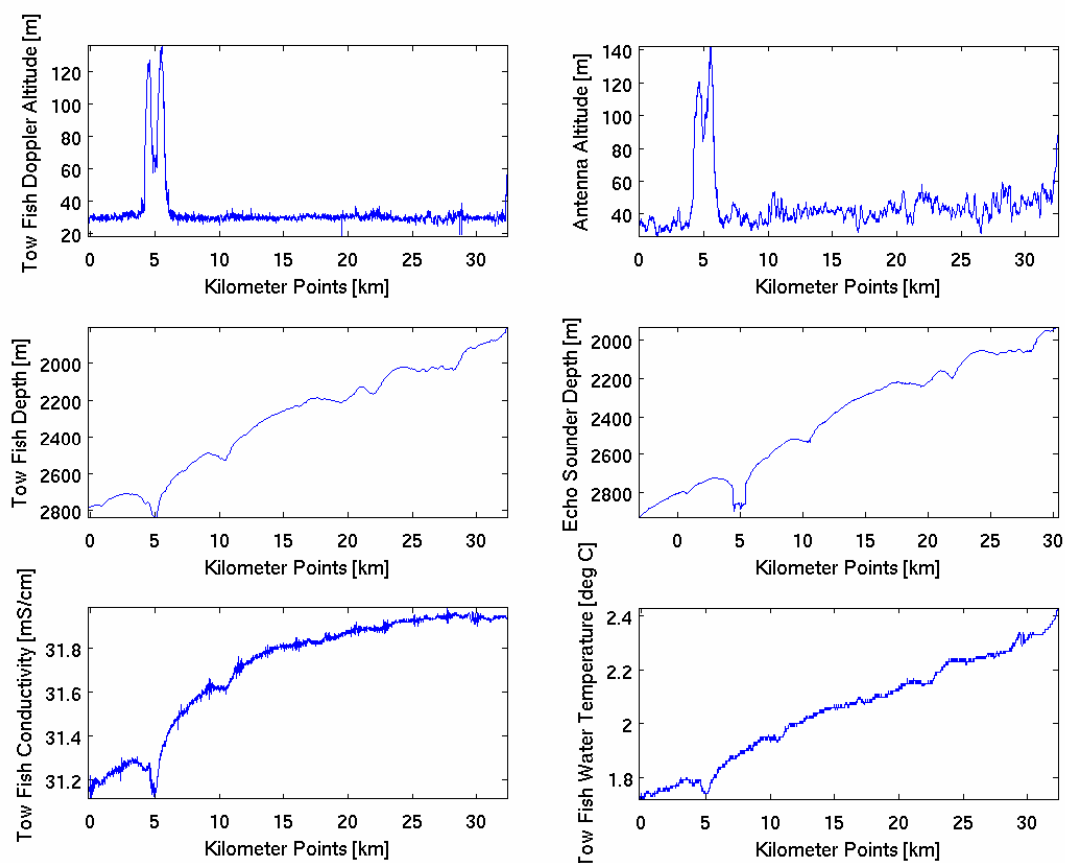 Tow Fish Doppler Altitude [m]
120
100
80
60
40
20
0 5 10 15 20 25 30
Kilometer Points [km]
Antenna Altitude [m]
140
120
100
80
60
40
0 5 10 15 20 25 30
Kilometer Points [km]
Tow Fish Depth [m]
2000
2200
2400
2600
2800
0 5 10 15 20 25 30
Kilometer Points [km]
Echo Sounder Depth [m]
2000
2200
2400
2600
2800
0 5 10 15 20 25 30
Kilometer Points [km]
Tow Fish Conductivity [mS/cm]
31.8
31.6
31.4
31.2
0 5 10 15 20 25 30
Kilometer Points [km]
Tow Fish Water Temperature [deg C]
2.4
2.2
2
1.8
0 5 10 15 20 25 30
Kilometer Points [km]